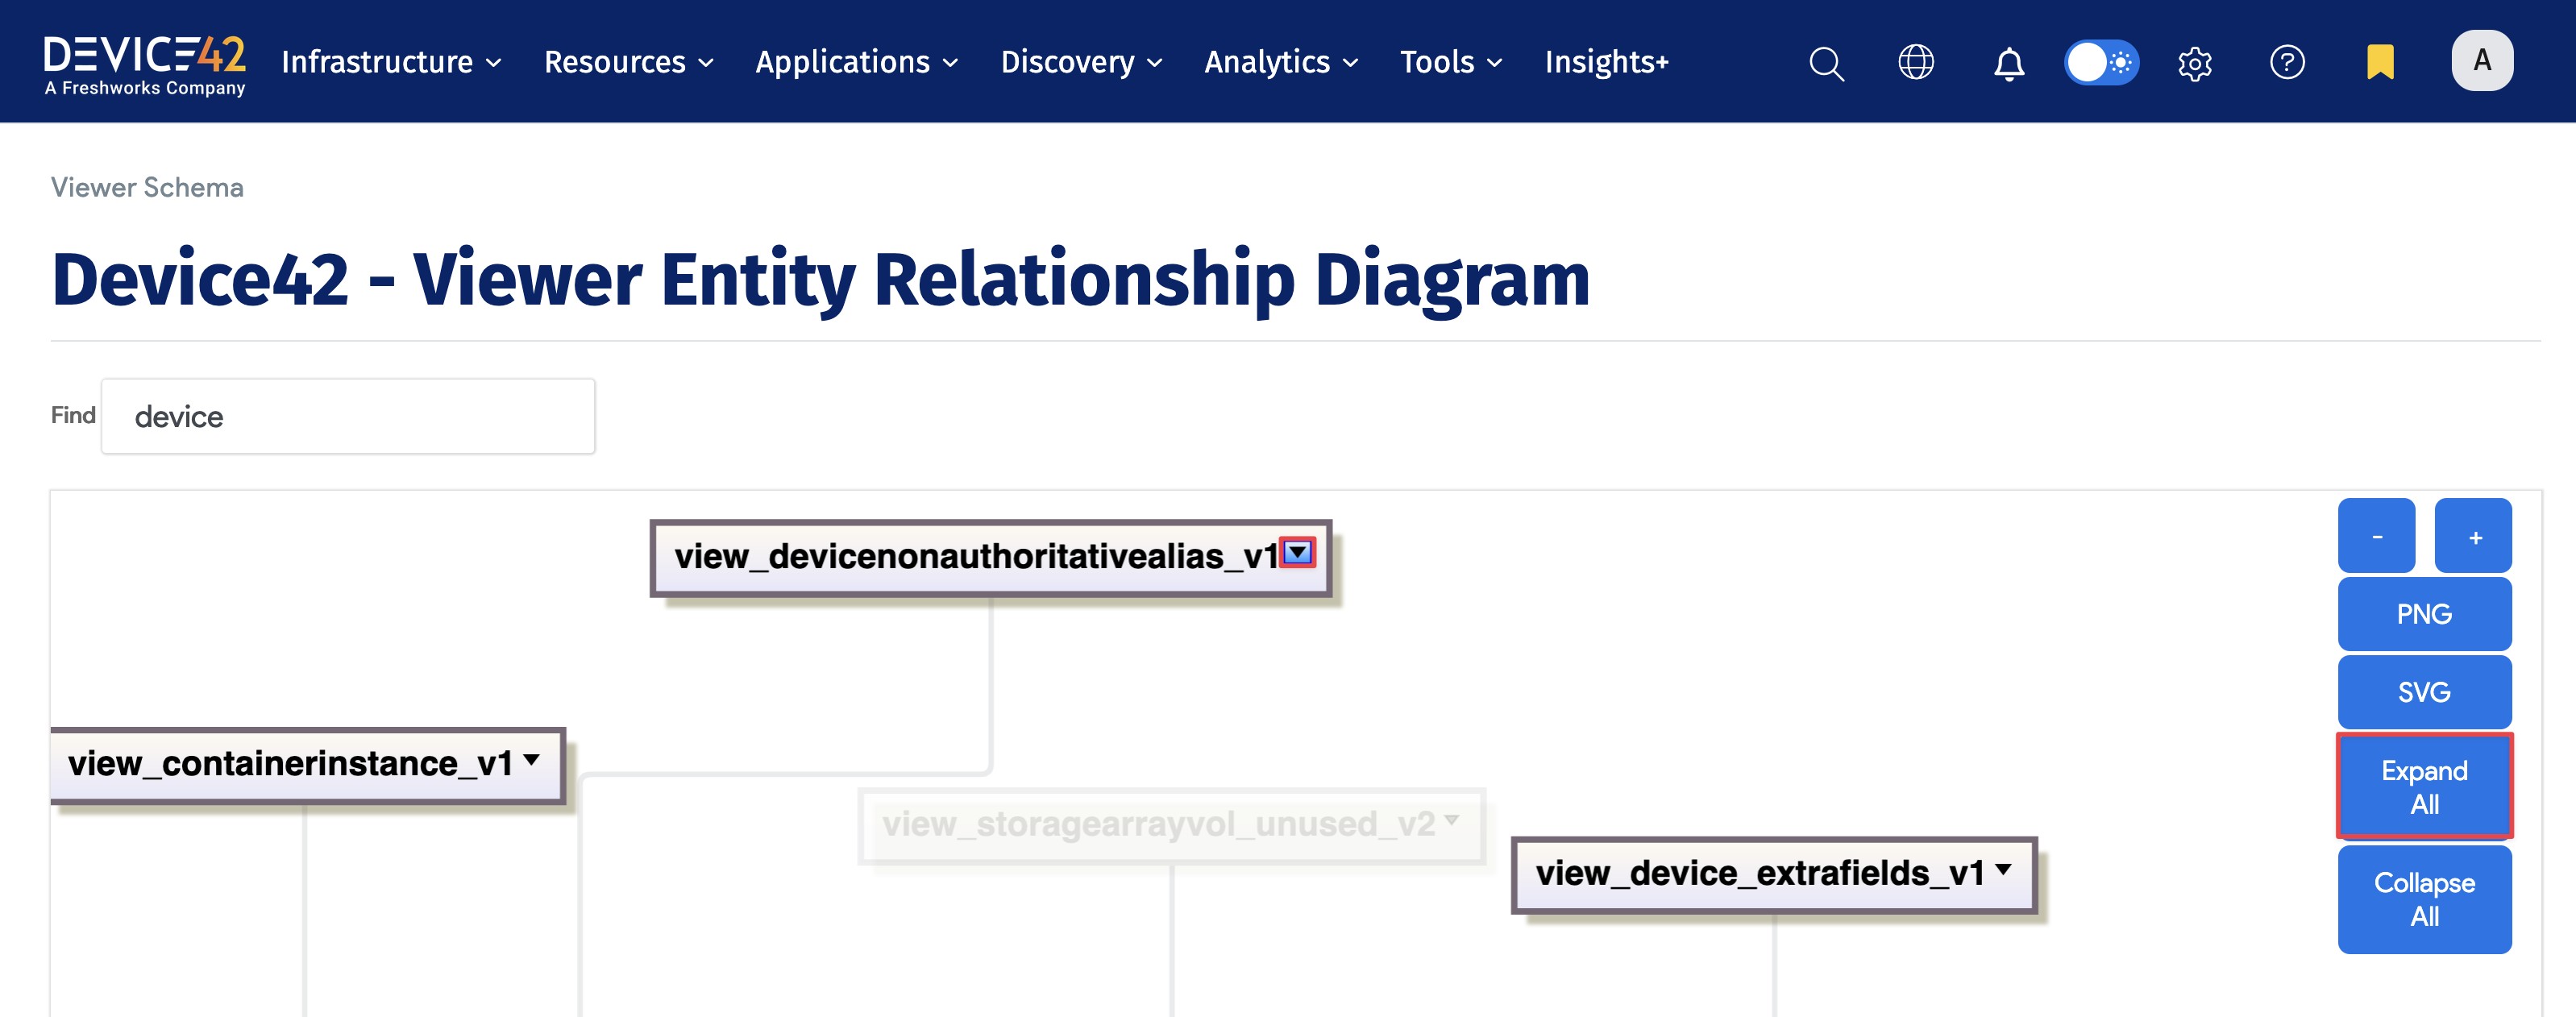 DEVICE42
A Freshworks Company
Infrastructure Resources Applications Discovery Analytics Tools Insights+
A
Viewer Schema
Device42 - Viewer Entity Relationship Diagram
Find device
- +
view_devicenonauthoritativealias_v1
PNG
SVG
view_containerinstance_v1
Expand
All
view_storagearrayvol_unused_v2
view_device_extrafields_v1
Collapse
All